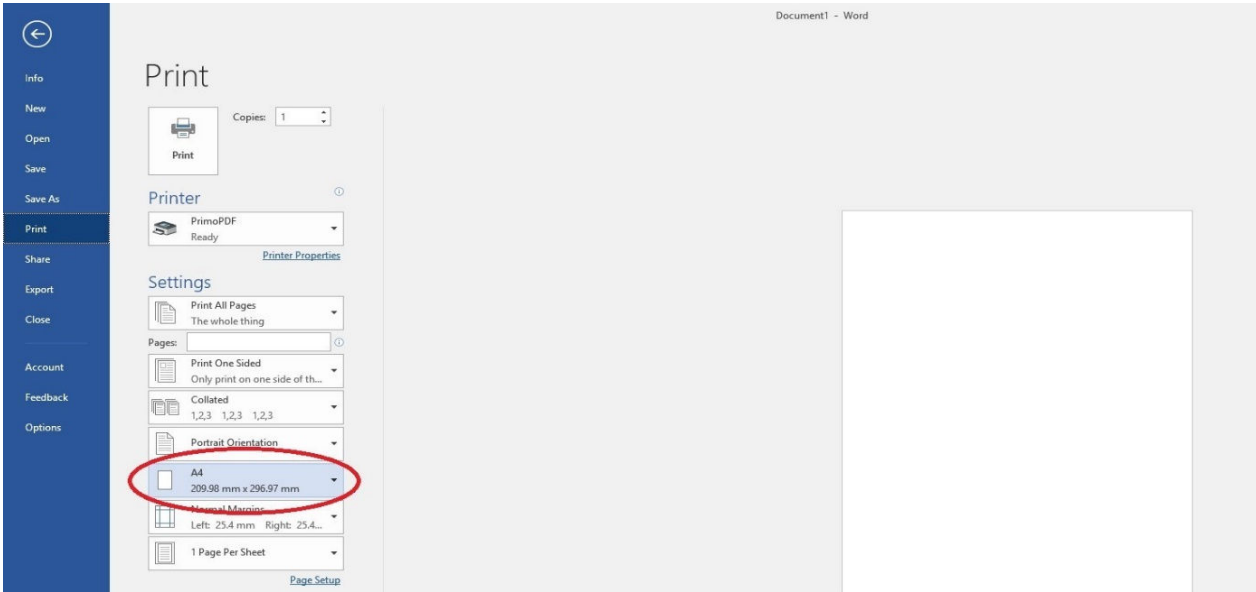 Document1 - Word
Info
New
Open
Save
Save As
Print
Share
Export
Close
Account
Feedback
Options
Print
Copies: 1
Print
Printer
PrimoPDF
Ready
Printer Properties
Settings
Print All Pages
The whole thing
Pages:
Print One Sided
Only print on one side of th...
Collated
1,2,3 1,2,3 1,2,3
Portrait Orientation
A4
209.98 mm x 296.97 mm
Normal Margins
Left: 25.4 mm Right: 25.4...
1 Page Per Sheet
Page Setup